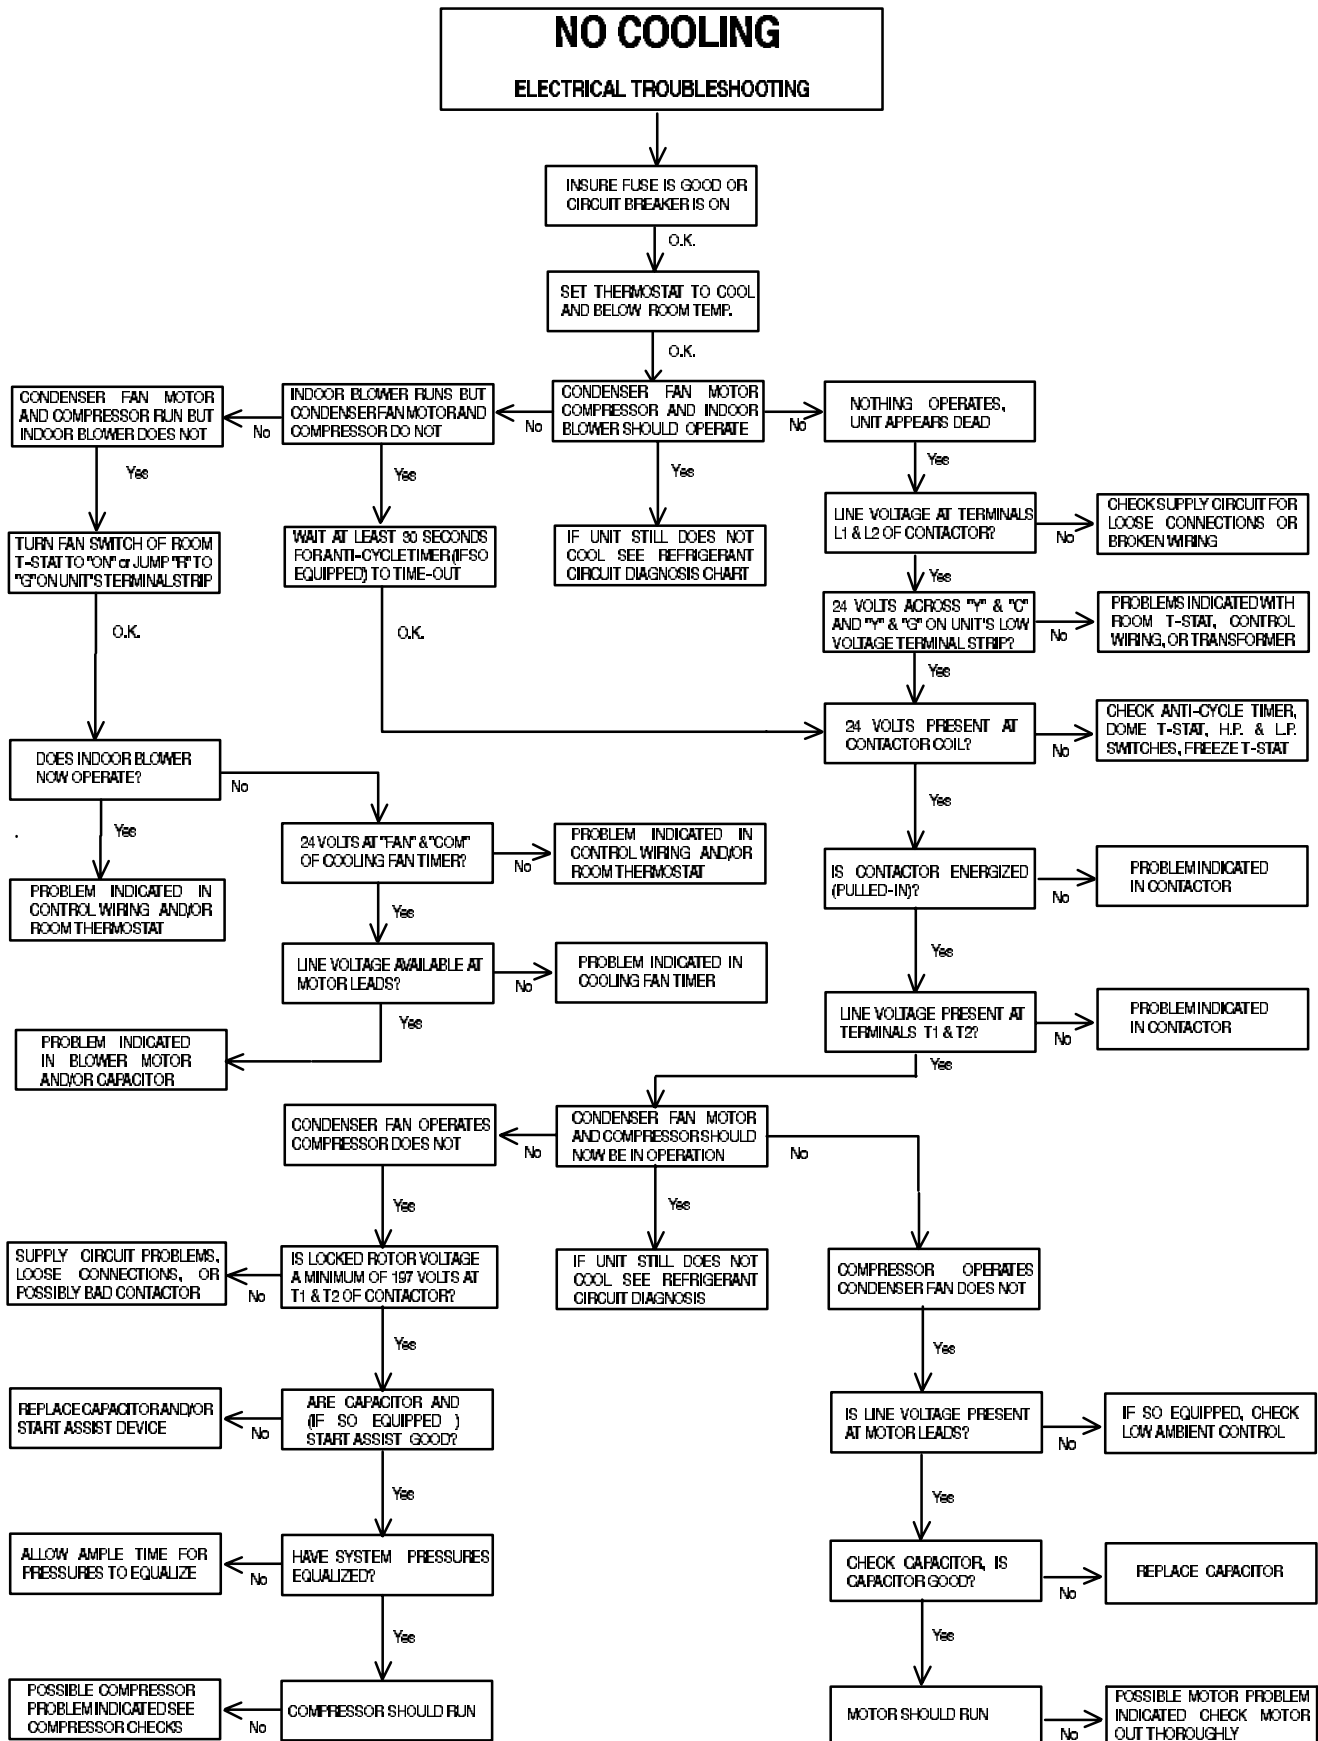 NO COOLING
ELECTRICAL TROUBLESHOOTING
INSURE FUSE IS GOOD OR
CIRCUIT BREAKER IS ON
O.K.
SET THERMOSTAT TO COOL
AND BELOW ROOM TEMP.
O.K.
CONDENSER FAN MOTOR
AND COMPRESSOR RUN BUT
INDOOR BLOWER DOES NOT
No
INDOOR BLOWER RUNS BUT
CONDENSER FAN MOTOR AND
COMPRESSOR DO NOT
No
CONDENSER FAN MOTOR
COMPRESSOR AND INDOOR
BLOWER SHOULD OPERATE
No
NOTHING OPERATES,
UNIT APPEARS DEAD
Yes
Yes
Yes
Yes
TURN FAN SWITCH OF ROOM
T-STAT TO "ON" or JUMP "R" TO
"G" ON UNIT'S TERMINAL STRIP
WAIT AT LEAST 30 SECONDS
FOR ANTI-CYCLE TIMER (IF SO
EQUIPPED) TO TIME-OUT
IF UNIT STILL DOES NOT
COOL SEE REFRIGERANT
CIRCUIT DIAGNOSIS CHART
LINE VOLTAGE AT TERMINALS
L1 & L2 OF CONTACTOR?
No
CHECK SUPPLY CIRCUIT FOR
LOOSE CONNECTIONS OR
BROKEN WIRING
Yes
O.K.
O.K.
24 VOLTS ACROSS "Y" & "C"
AND "Y" & "G" ON UNIT'S LOW
VOLTAGE TERMINAL STRIP?
No
PROBLEMS INDICATED WITH
ROOM T-STAT, CONTROL
WIRING, OR TRANSFORMER
Yes
24 VOLTS PRESENT AT
CONTACTOR COIL?
No
CHECK ANTI-CYCLE TIMER,
DOME T-STAT, H.P. & L.P.
SWITCHES, FREEZE T-STAT
DOES INDOOR BLOWER
NOW OPERATE?
No
Yes
Yes
24 VOLTS AT "FAN" & "COM"
OF COOLING FAN TIMER?
No
PROBLEM INDICATED IN
CONTROL WIRING AND/OR
ROOM THERMOSTAT
IS CONTACTOR ENERGIZED
(PULLED-IN)?
No
PROBLEM INDICATED
IN CONTACTOR
PROBLEM INDICATED IN
CONTROL WIRING AND/OR
ROOM THERMOSTAT
Yes
Yes
LINE VOLTAGE AVAILABLE AT
MOTOR LEADS?
No
PROBLEM INDICATED IN
COOLING FAN TIMER
LINE VOLTAGE PRESENT AT
TERMINALS T1 & T2?
No
PROBLEM INDICATED
IN CONTACTOR
Yes
Yes
PROBLEM INDICATED
IN BLOWER MOTOR
AND/OR CAPACITOR
CONDENSER FAN OPERATES
COMPRESSOR DOES NOT
No
CONDENSER FAN MOTOR
AND COMPRESSOR SHOULD
NOW BE IN OPERATION
No
Yes
Yes
SUPPLY CIRCUIT PROBLEMS,
LOOSE CONNECTIONS, OR
POSSIBLY BAD CONTACTOR
No
IS LOCKED ROTOR VOLTAGE
A MINIMUM OF 197 VOLTS AT
T1 & T2 OF CONTACTOR?
IF UNIT STILL DOES NOT
COOL SEE REFRIGERANT
CIRCUIT DIAGNOSIS
COMPRESSOR OPERATES
CONDENSER FAN DOES NOT
Yes
Yes
REPLACE CAPACITOR AND/OR
START ASSIST DEVICE
No
ARE CAPACITOR AND
(IF SO EQUIPPED )
START ASSIST GOOD?
IS LINE VOLTAGE PRESENT
AT MOTOR LEADS?
No
IF SO EQUIPPED, CHECK
LOW AMBIENT CONTROL
Yes
Yes
ALLOW AMPLE TIME FOR
PRESSURES TO EQUALIZE
No
HAVE SYSTEM PRESSURES
EQUALIZED?
CHECK CAPACITOR, IS
CAPACITOR GOOD?
No
REPLACE CAPACITOR
Yes
Yes
POSSIBLE COMPRESSOR
PROBLEM INDICATED SEE
COMPRESSOR CHECKS
No
COMPRESSOR SHOULD RUN
MOTOR SHOULD RUN
No
POSSIBLE MOTOR PROBLEM
INDICATED CHECK MOTOR
OUT THOROUGHLY